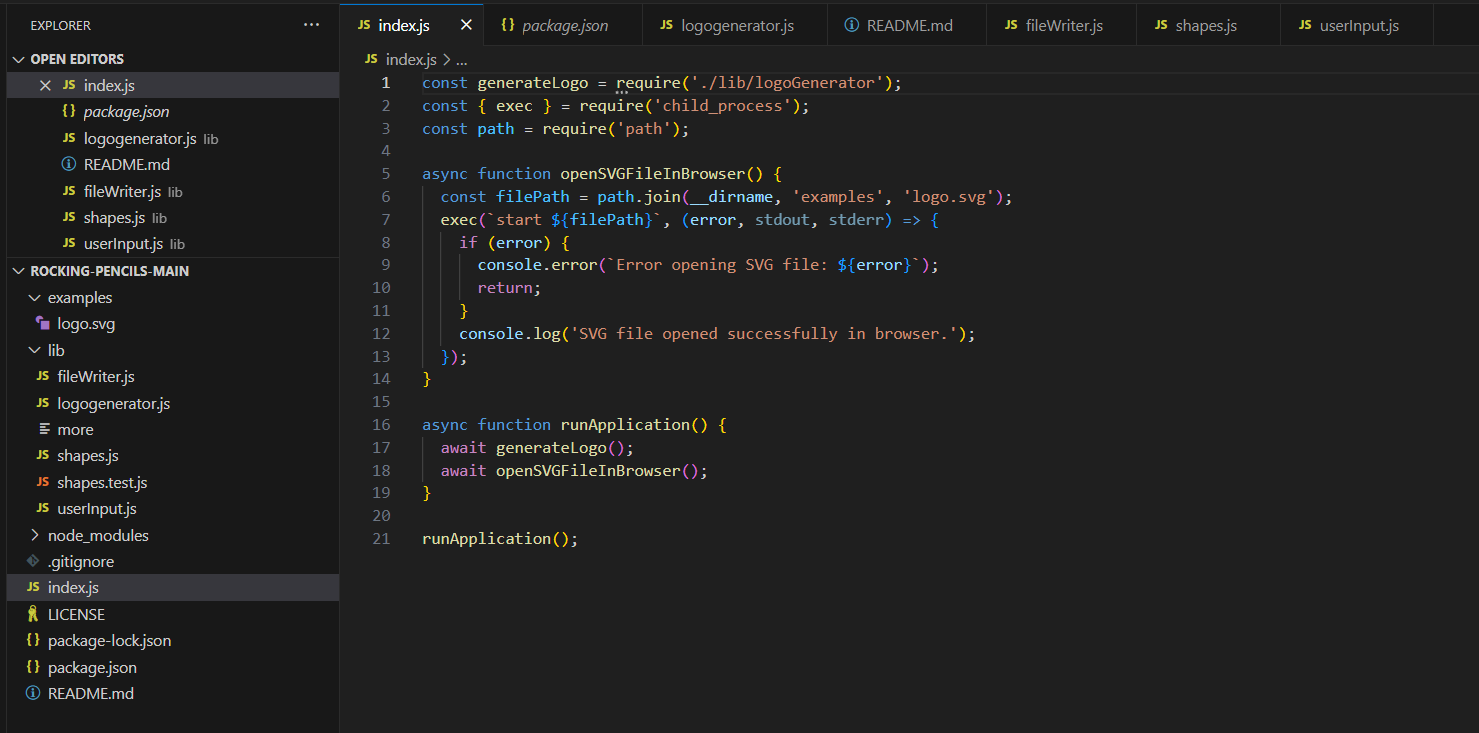 EXPLORER
···
OPEN EDITORS
JS index.js
{} package.json
JS logogenerator.js lib
README.md
JS fileWriter.js lib
JS shapes.js lib
JS userInput.js lib
ROCKING-PENCILS-MAIN
examples
logo.svg
lib
JS fileWriter.js
JS logogenerator.js
more
JS shapes.js
JS shapes.test.js
JS userInput.js
node_modules
.gitignore
JS index.js
LICENSE
{} package-lock.json
{} package.json
README.md
JS index.js
{} package.json
JS logogenerator.js
README.md
JS fileWriter.js
JS shapes.js
JS userInput.js
JS index.js > ...
1 const generateLogo = require('./lib/logoGenerator');
2 const { exec } = require('child_process');
3 const path = require('path');
4
5 async function openSVGFileInBrowser() {
6   const filePath = path.join(__dirname, 'examples', 'logo.svg');
7   exec(`start ${filePath}`, (error, stdout, stderr) => {
8     if (error) {
9       console.error(`Error opening SVG file: ${error}`);
10       return;
11     }
12     console.log('SVG file opened successfully in browser.');
13   });
14 }
15
16 async function runApplication() {
17   await generateLogo();
18   await openSVGFileInBrowser();
19 }
20
21 runApplication();